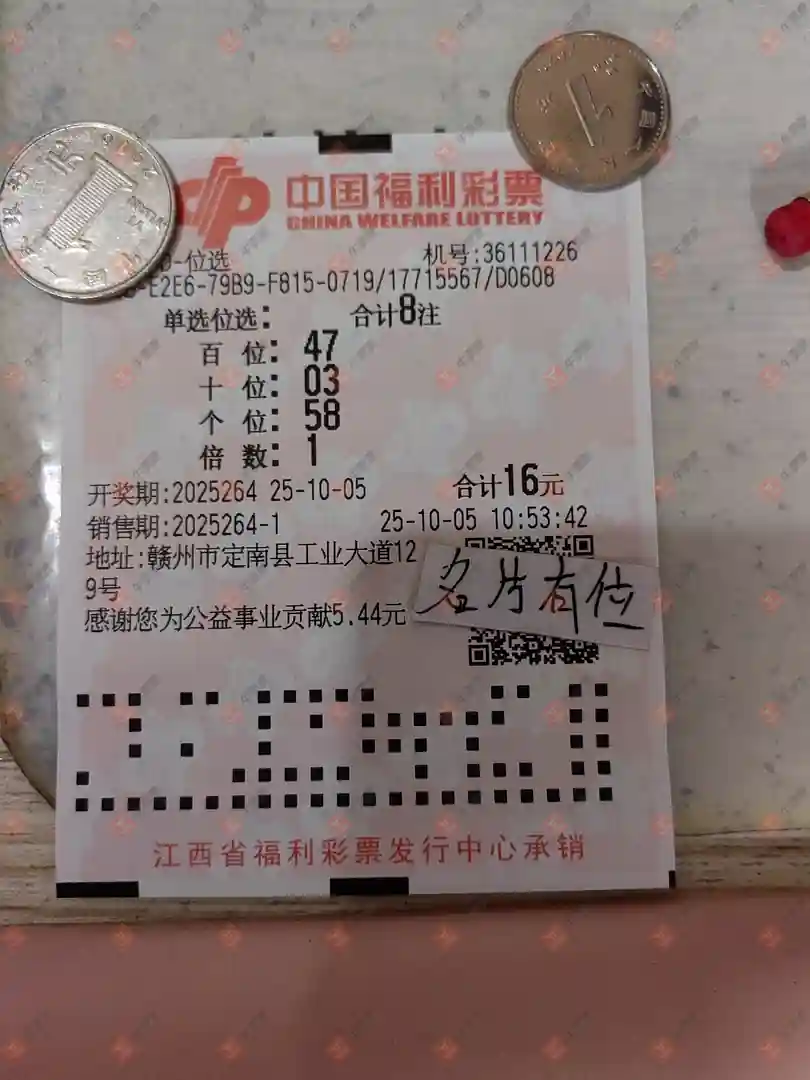 中国福利彩票
CHINA WELFARE LOTTERY
D-位选 机号:36111226
-E2E6-79B9-F815-0719/17715567/D0608
单选位选: 合计8注
百位: 47
十位: 03
个位: 58
倍数: 1
开奖期:2025264 25-10-05 合计16元
销售期:2025264-1 25-10-05 10:53:42
地址:赣州市定南县工业大道12
9号
感谢您为公益事业贡献5.44元
名片有位
江西省福利彩票发行中心承销